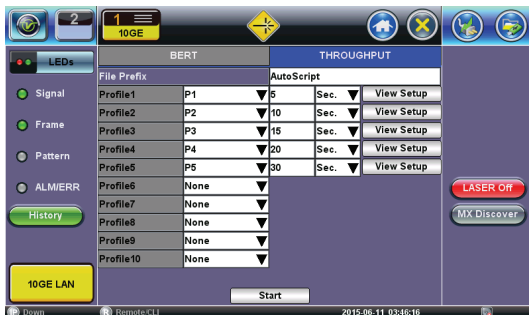 2
1
10GE
LEDs
BERT THROUGHPUT
File Prefix AutoScript
Signal
Profile1 P1 5 Sec. View Setup
Profile2 P2 10 Sec. View Setup
Frame
Profile3 P3 15 Sec. View Setup
Profile4 P4 20 Sec. View Setup
Pattern
Profile5 P5 30 Sec. View Setup
ALM/ERR
Profile6 None
LASER Off
Profile7 None
History
MX Discover
Profile8 None
Profile9 None
Profile10 None
10GE LAN
Start
IP Down R Remote/CLI 2015-06-11 03:46:16